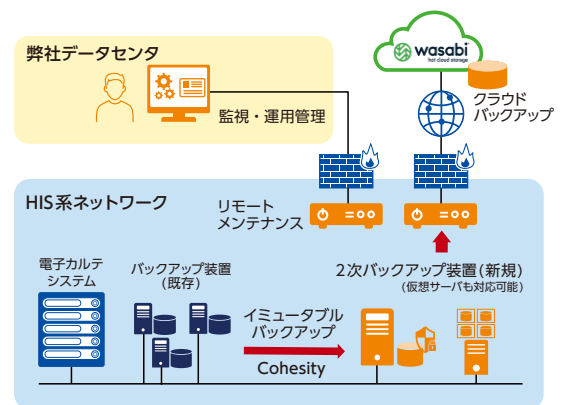 弊社データセンタ
監視・運用管理
wasabi
hot cloud storage
クラウド
バックアップ
HIS系ネットワーク
リモート
メンテナンス
電子カルテ
システム
バックアップ装置
(既存)
イミュータブル
バックアップ
Cohesity
2次バックアップ装置(新規)
(仮想サーバも対応可能)